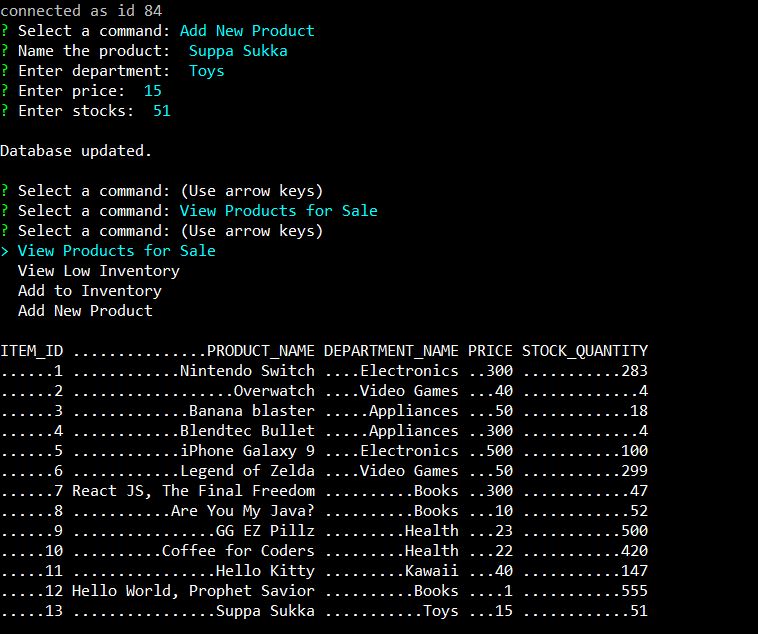 connected as id 84
? Select a command: Add New Product
? Name the product:  Suppa Sukka
? Enter department:  Toys
? Enter price:  15
? Enter stocks:  51
Database updated.
? Select a command: (Use arrow keys)
? Select a command: View Products for Sale
? Select a command: (Use arrow keys)
> View Products for Sale
  View Low Inventory
  Add to Inventory
  Add New Product
ITEM_ID ...............PRODUCT_NAME DEPARTMENT_NAME PRICE STOCK_QUANTITY
......1 ............Nintendo Switch ....Electronics ..300 ...........283
......2 ..................Overwatch ....Video Games ...40 .............4
......3 .............Banana blaster .....Appliances ...50 ............18
......4 ............Blendtec Bullet .....Appliances ..300 .............4
......5 ............iPhone Galaxy 9 ....Electronics ..500 ...........100
......6 ............Legend of Zelda ....Video Games ...50 ...........299
......7 React JS, The Final Freedom ..........Books ..300 ............47
......8 ...........Are You My Java? ..........Books ...10 ............52
......9 ................GG EZ Pillz .........Health ...23 ...........500
.....10 ..........Coffee for Coders .........Health ...22 ...........420
.....11 ................Hello Kitty .........Kawaii ...40 ...........147
.....12 Hello World, Prophet Savior ..........Books ....1 ...........555
.....13 ................Suppa Sukka ...........Toys ...15 ............51